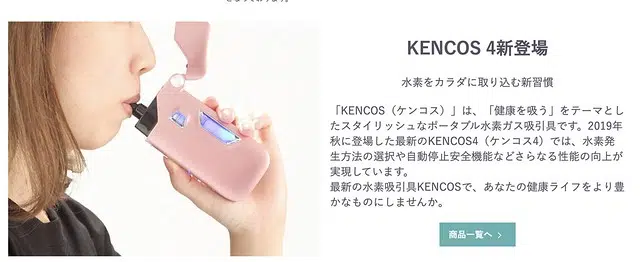 KENCOS 4新登場
水素をカラダに取り込む新習慣
「KENCOS（ケンコス）」は、「健康を吸う」をテーマとし
たスタイリッシュなポータブル水素ガス吸引具です。2019年
秋に登場した最新のKENCOS4（ケンコス4）では、水素発
生方法の選択や自動停止安全機能などさらなる性能の向上が
実現しています。
最新の水素吸引具KENCOSで、あなたの健康ライフをより豊
かなものにしませんか。
商品一覧へ >